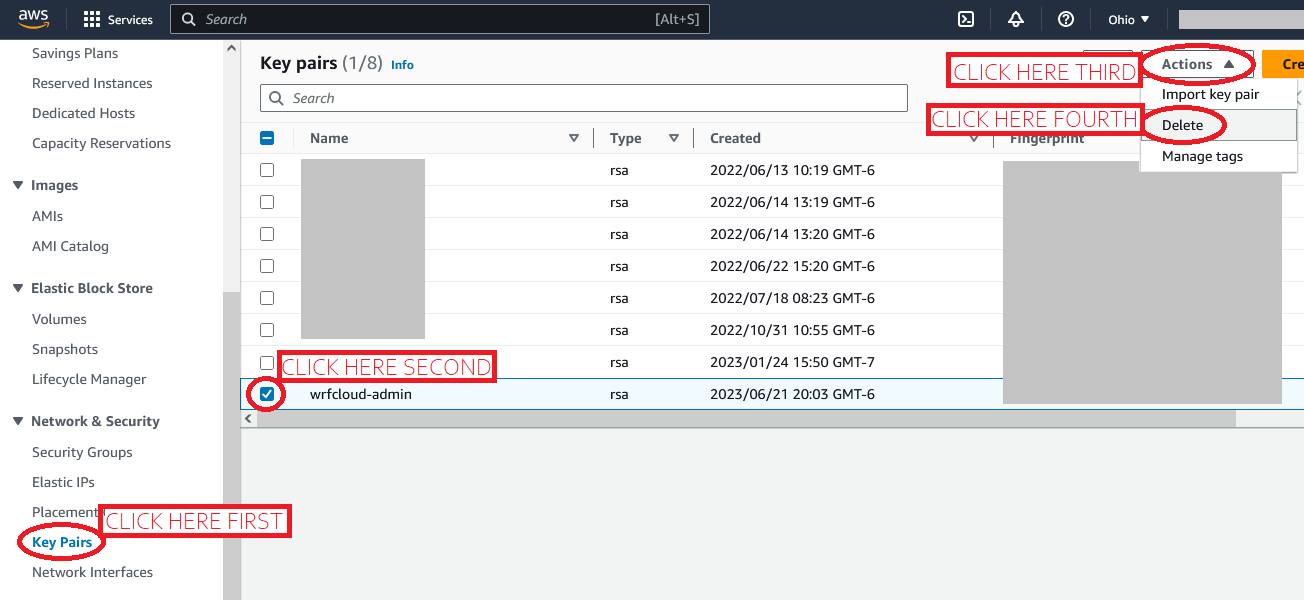 aws Services Search [Alt+S] Ohio
Savings Plans
Reserved Instances
Dedicated Hosts
Capacity Reservations
Images
AMIs
AMI Catalog
Elastic Block Store
Volumes
Snapshots
Lifecycle Manager
Network & Security
Security Groups
Elastic IPs
Placement
CLICK HERE FIRST
Key Pairs
Network Interfaces
Key pairs (1/8) Info
CLICK HERE THIRD
Actions
Cre
Search
Import key pair
CLICK HERE FOURTH
Delete
Manage tags
Name Type Created Fingerprint
rsa 2022/06/13 10:19 GMT-6
rsa 2022/06/14 13:19 GMT-6
rsa 2022/06/14 13:20 GMT-6
rsa 2022/06/22 15:20 GMT-6
rsa 2022/07/18 08:23 GMT-6
rsa 2022/10/31 10:55 GMT-6
rsa 2023/01/24 15:50 GMT-7
CLICK HERE SECOND
wrfcloud-admin rsa 2023/06/21 20:03 GMT-6